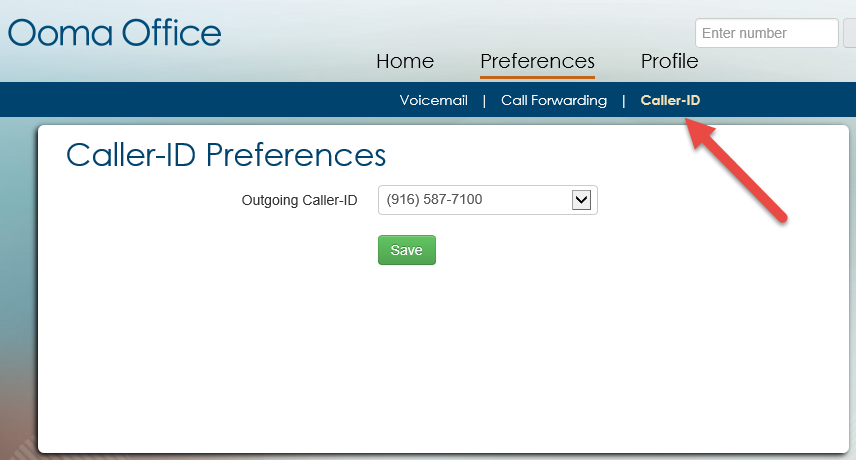 Ooma Office
Enter number
Home Preferences Profile
Voicemail | Call Forwarding | Caller-ID
Caller-ID Preferences
Outgoing Caller-ID (916) 587-7100
Save